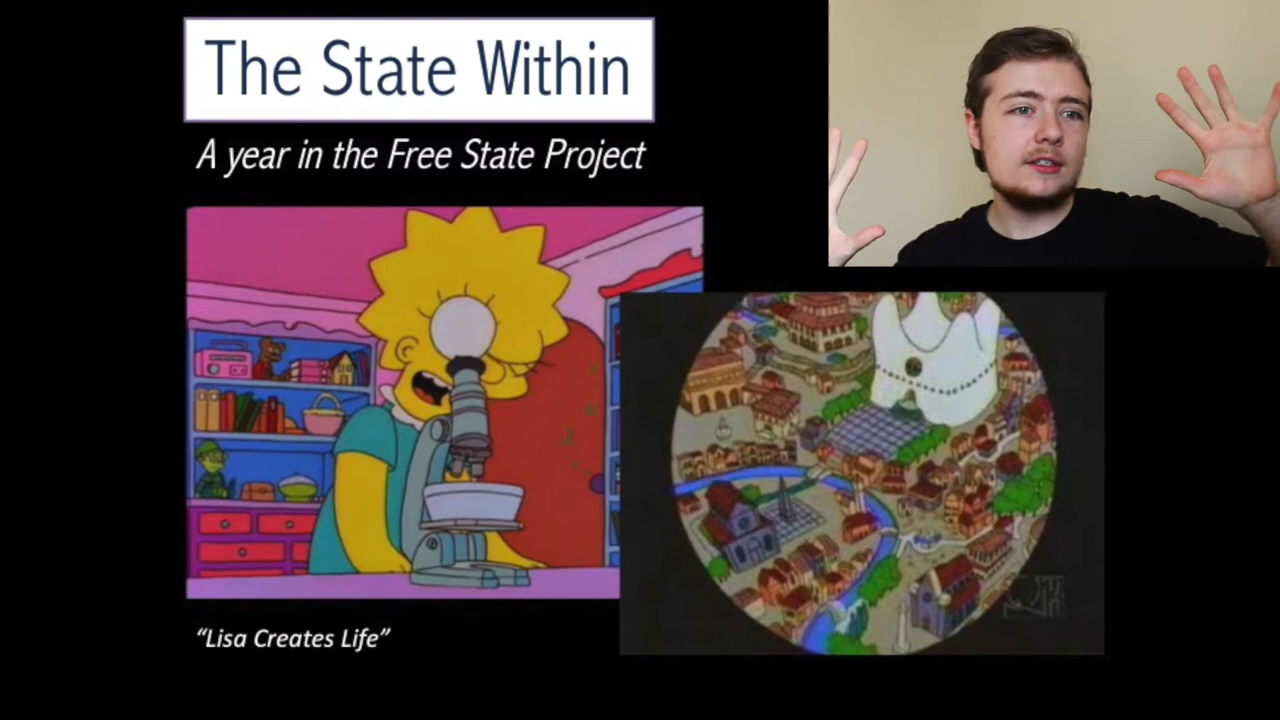 The State Within
A year in the Free State Project
“Lisa Creates Life”